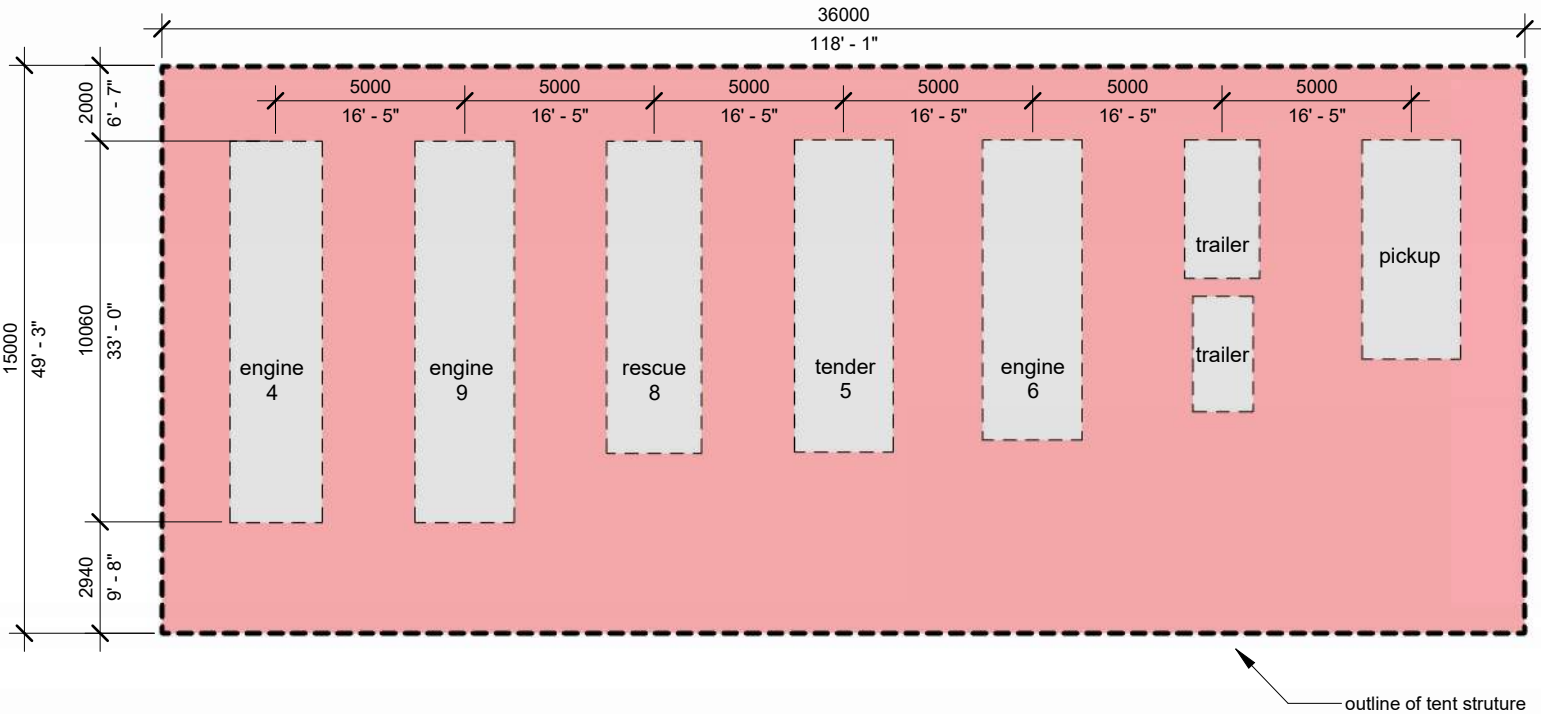 36000
118' - 1"
5000 5000 5000 5000 5000 5000
16' - 5" 16' - 5" 16' - 5" 16' - 5" 16' - 5" 16' - 5"
2000
6' - 7"
15000
49' - 3"
10060
33' - 0"
2940
9' - 8"
engine
4
engine
9
rescue
8
tender
5
engine
6
trailer
trailer
pickup
outline of tent struture